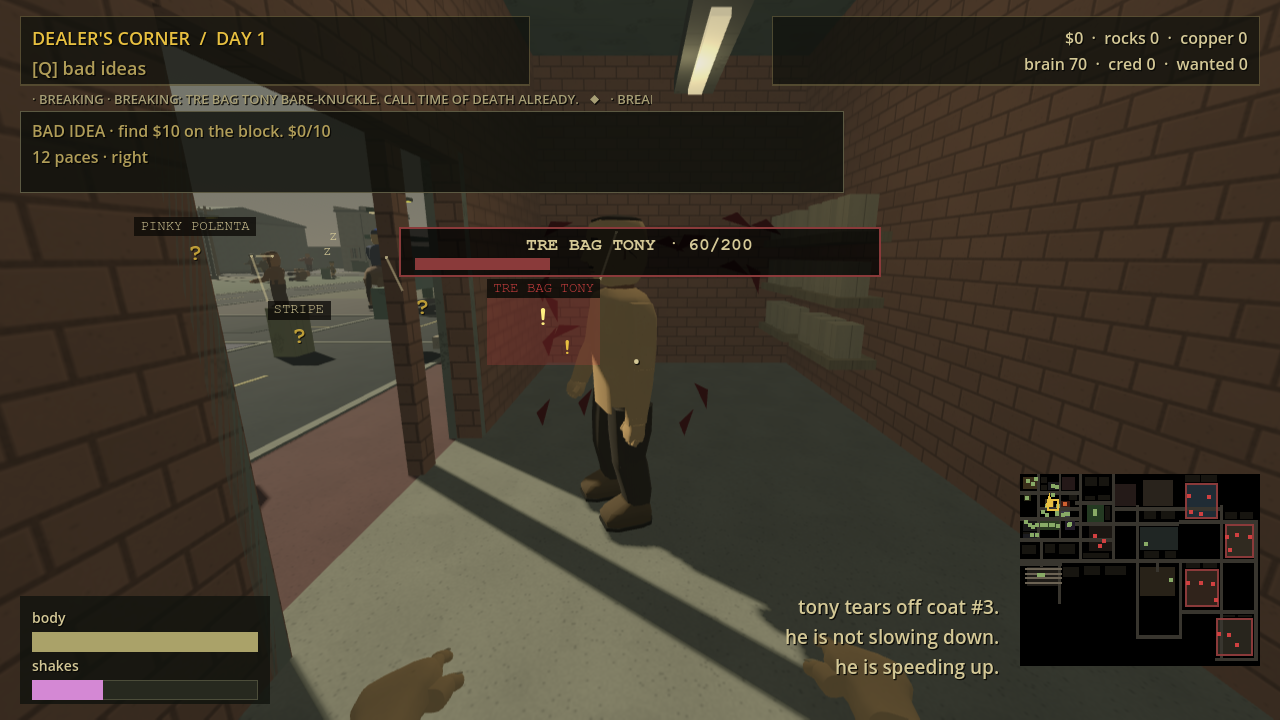 DEALER'S CORNER / DAY 1
[Q] bad ideas
$0 · rocks 0 · copper 0
brain 70 · cred 0 · wanted 0
· BREAKING · BREAKING: TRE BAG TONY BARE-KNUCKLE. CALL TIME OF DEATH ALREADY. ◆ · BREAI
BAD IDEA · find $10 on the block. $0/10
12 paces · right
PINKY POLENTA
?
z
z
TRE BAG TONY · 60/200
TRE BAG TONY
!
!
STRIPE
?
?
tony tears off coat #3.
he is not slowing down.
he is speeding up.
body
shakes